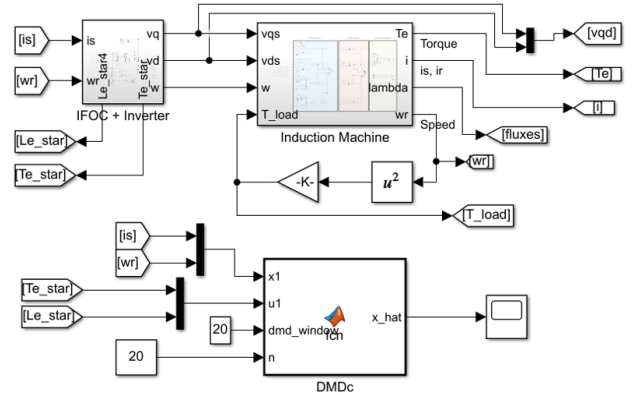 [is]
[wr]
is
wr
Le_star4
Te_star
vq
vd
w
IFOC + Inverter
[Le_star]
[Te_star]
vqs
vds
w
T_load
Te
i
lambda
wr
Induction Machine
Torque
is, ir
Speed
[vqd]
[Te]
[i]
[fluxes]
[wr]
[T_load]
-K-
u²
[is]
[wr]
[Te_star]
[Le_star]
20
20
x1
u1
dmd_window
n
fcn
x_hat
DMDc